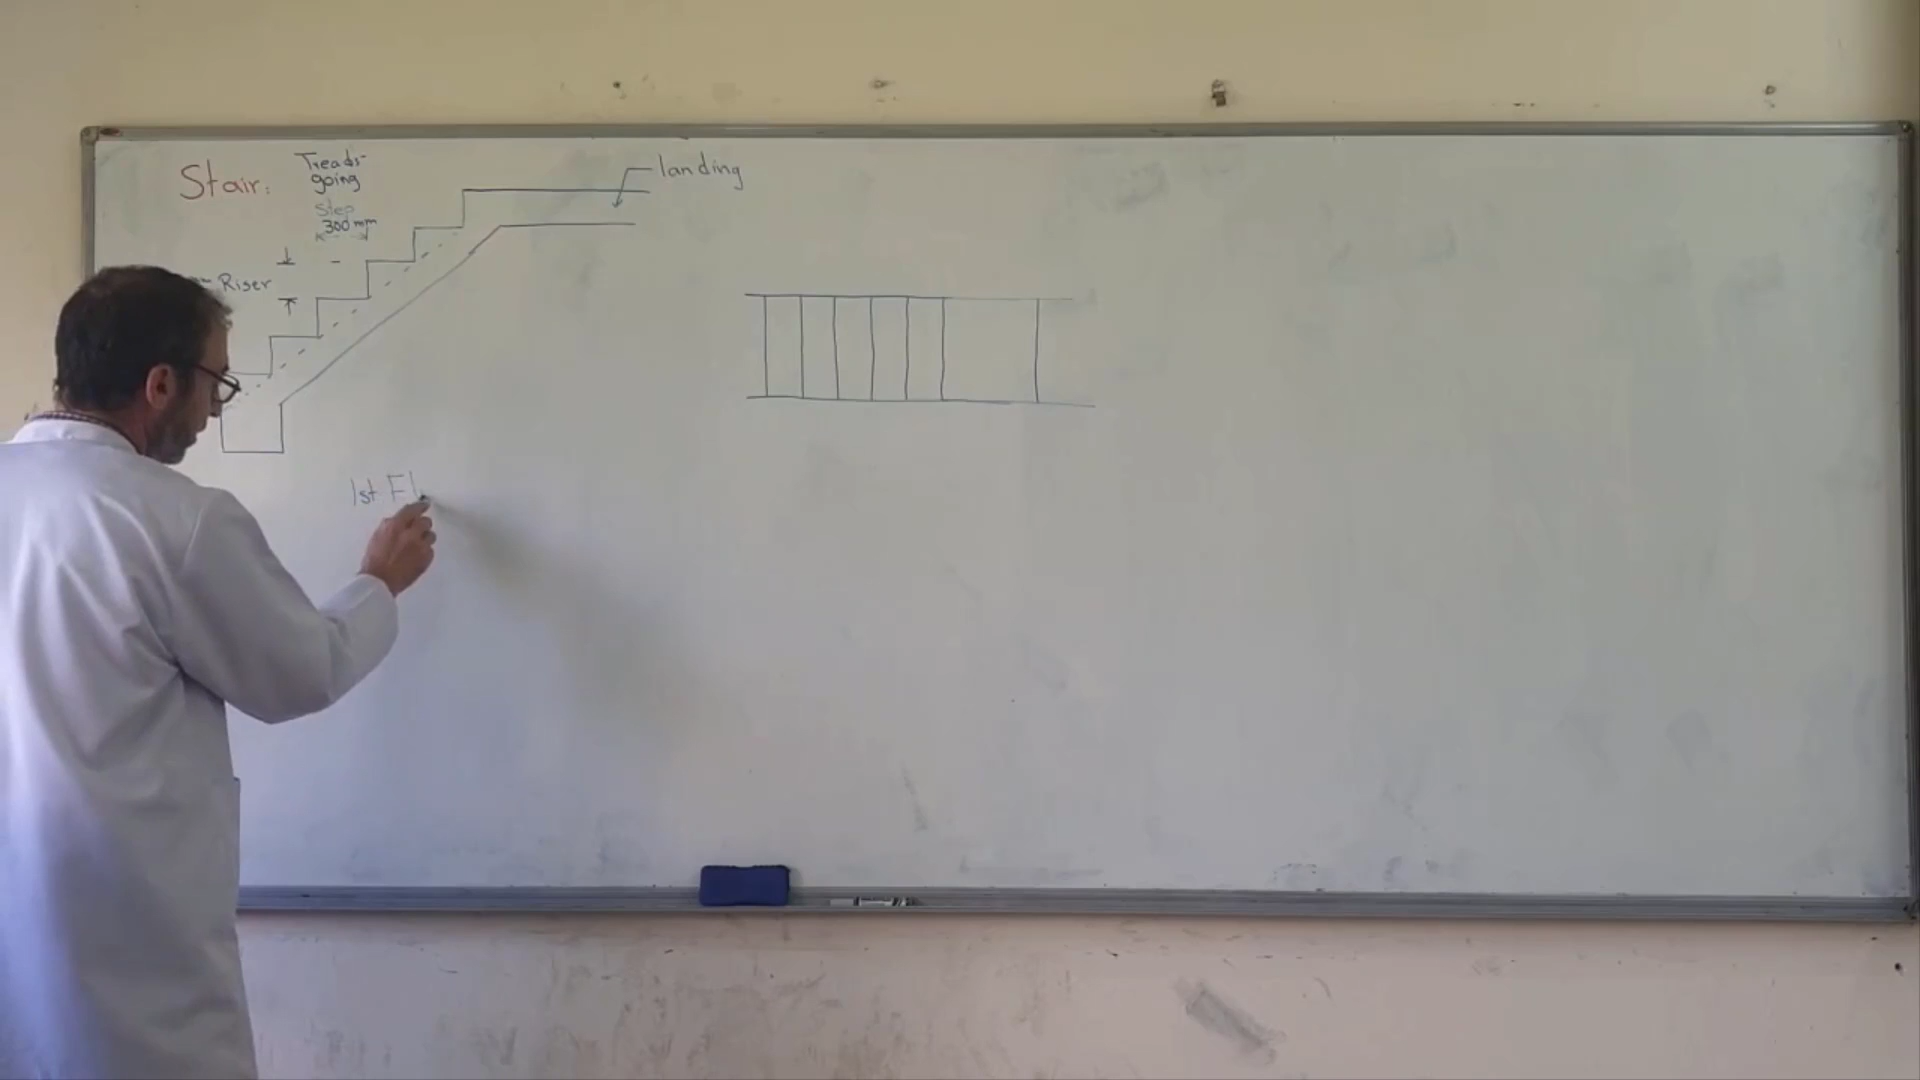 Stair:
Treads-
going
Step
300 mm
Riser
landing
1st Fl